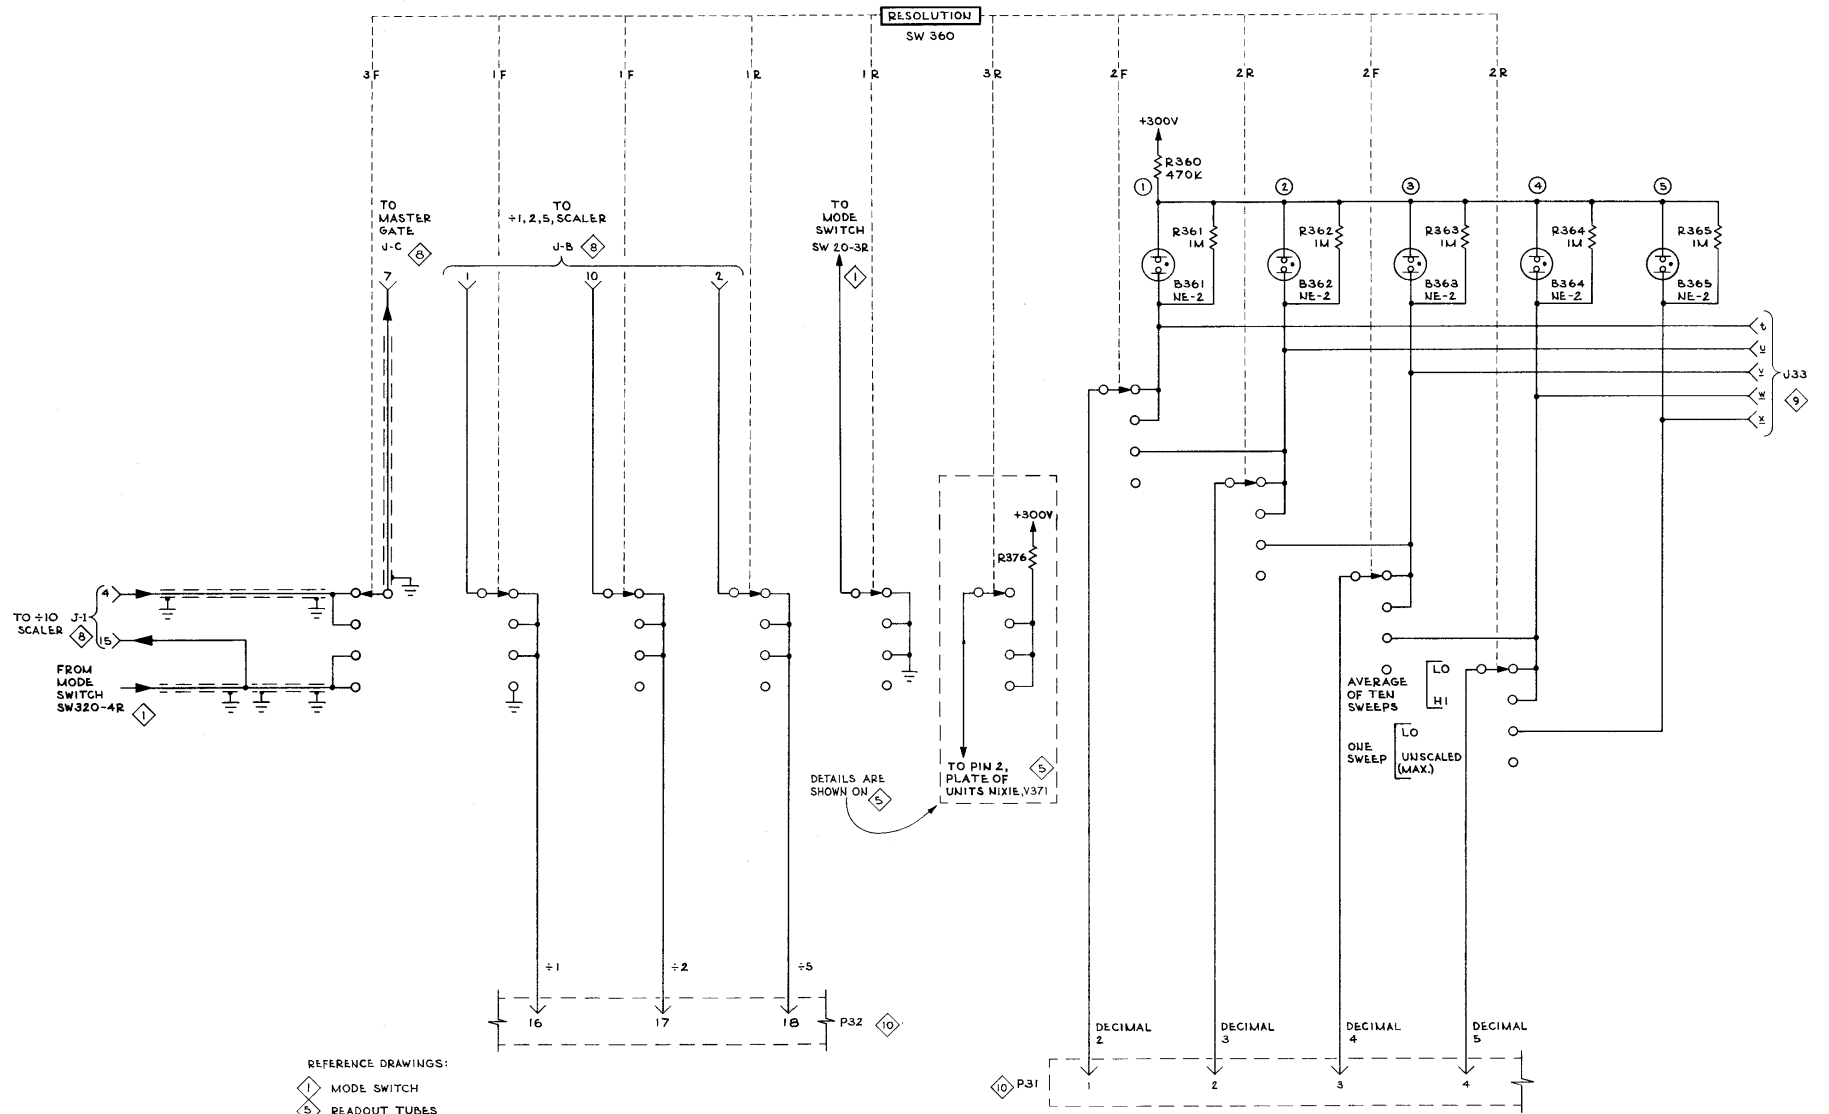 RESOLUTION
SW 360
3F
1F
1F
1R
1R
3R
2F
2R
2F
2R
+300V
R360
470K
1
2
3
4
5
R361
1M
R362
1M
R363
1M
R364
1M
R365
1M
B361
NE-2
B362
NE-2
B363
NE-2
B364
NE-2
B365
NE-2
TO
MASTER
GATE
J-C 8
7
TO
÷1, 2, 5, SCALER
J-B 8
1
10
2
TO
MODE
SWITCH
SW 20-3R
1
t
u
v
w
x
J33
9
+300V
R376
TO ÷10
SCALER
J-1
8
4
15
FROM
MODE
SWITCH
SW320-4R 1
TO PIN 2,
PLATE OF
UNITS NIXIE, V371
5
DETAILS ARE
SHOWN ON 5
AVERAGE
OF TEN
SWEEPS
LO
HI
ONE
SWEEP
LO
UNSCALED
(MAX.)
÷1
÷2
÷5
16
17
18
P32 10
DECIMAL
2
DECIMAL
3
DECIMAL
4
DECIMAL
5
10 P31
1
2
3
4
REFERENCE DRAWINGS:
1 MODE SWITCH
5 READOUT TUBES